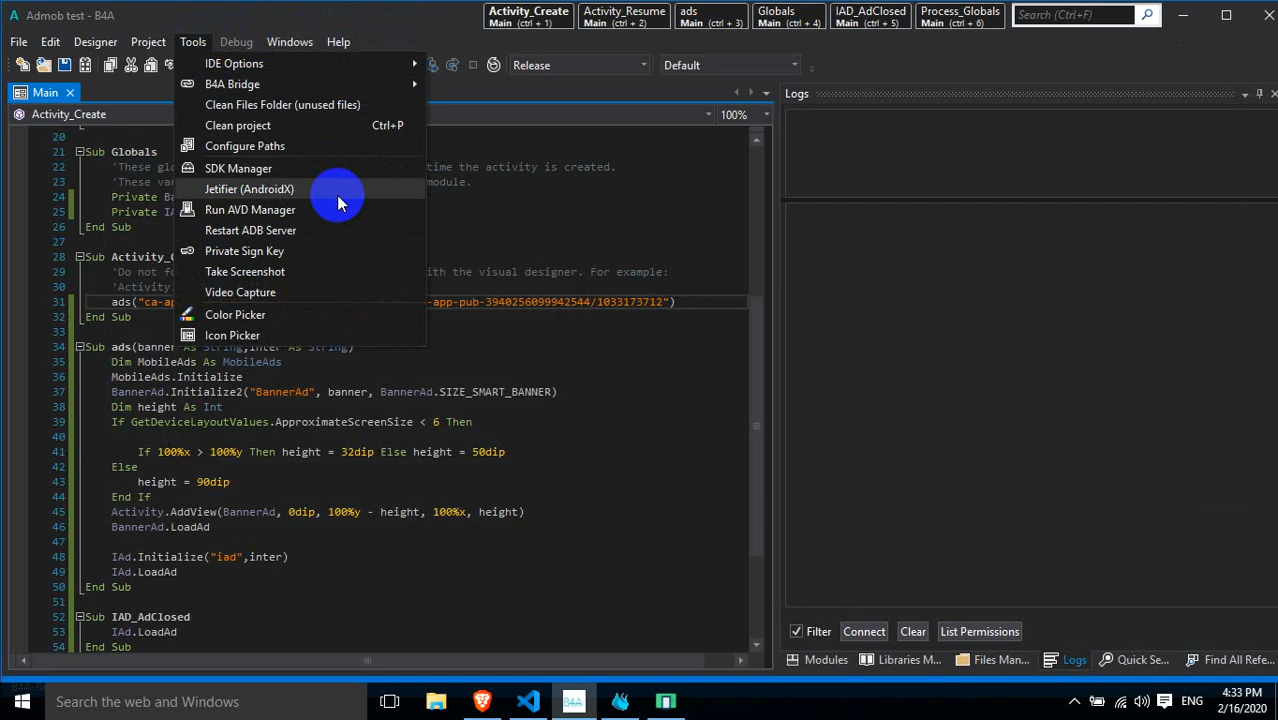 Admob test - B4A
Activity_Create
Main (ctrl + 1)
Activity_Resume
Main (ctrl + 2)
ads
Main (ctrl + 3)
Globals
Main (ctrl + 4)
IAD_AdClosed
Main (ctrl + 5)
Process_Globals
Main (ctrl + 6)
Search (Ctrl+F)
File Edit Designer Project Tools Debug Windows Help
Release Default
Main
Activity_Create 100%
IDE Options
B4A Bridge
Clean Files Folder (unused files)
Clean project Ctrl+P
Configure Paths
SDK Manager
Jetifier (AndroidX)
Run AVD Manager
Restart ADB Server
Private Sign Key
Take Screenshot
Video Capture
Color Picker
Icon Picker
20
21 Sub Globals
22 'These glo time the activity is created.
23 'These va module.
24 Private Ba
25 Private IA
26 End Sub
27
28 Sub Activity_C
29 'Do not fo with the visual designer. For example:
30 'Activity.
31 ads("ca-ap -app-pub-3940256099942544/1033173712")
32 End Sub
33
34 Sub ads(banner As String,inter As String)
35 Dim MobileAds As MobileAds
36 MobileAds.Initialize
37 BannerAd.Initialize2("BannerAd", banner, BannerAd.SIZE_SMART_BANNER)
38 Dim height As Int
39 If GetDeviceLayoutValues.ApproximateScreenSize < 6 Then
40
41 If 100%x > 100%y Then height = 32dip Else height = 50dip
42 Else
43 height = 90dip
44 End If
45 Activity.AddView(BannerAd, 0dip, 100%y - height, 100%x, height)
46 BannerAd.LoadAd
47
48 IAd.Initialize("iad",inter)
49 IAd.LoadAd
50 End Sub
51
52 Sub IAD_AdClosed
53 IAd.LoadAd
54 End Sub
Logs
Filter Connect Clear List Permissions
Modules Libraries M... Files Man... Logs Quick Se... Find All Refe...
Search the web and Windows
B4A
ENG
4:33 PM
2/16/2020